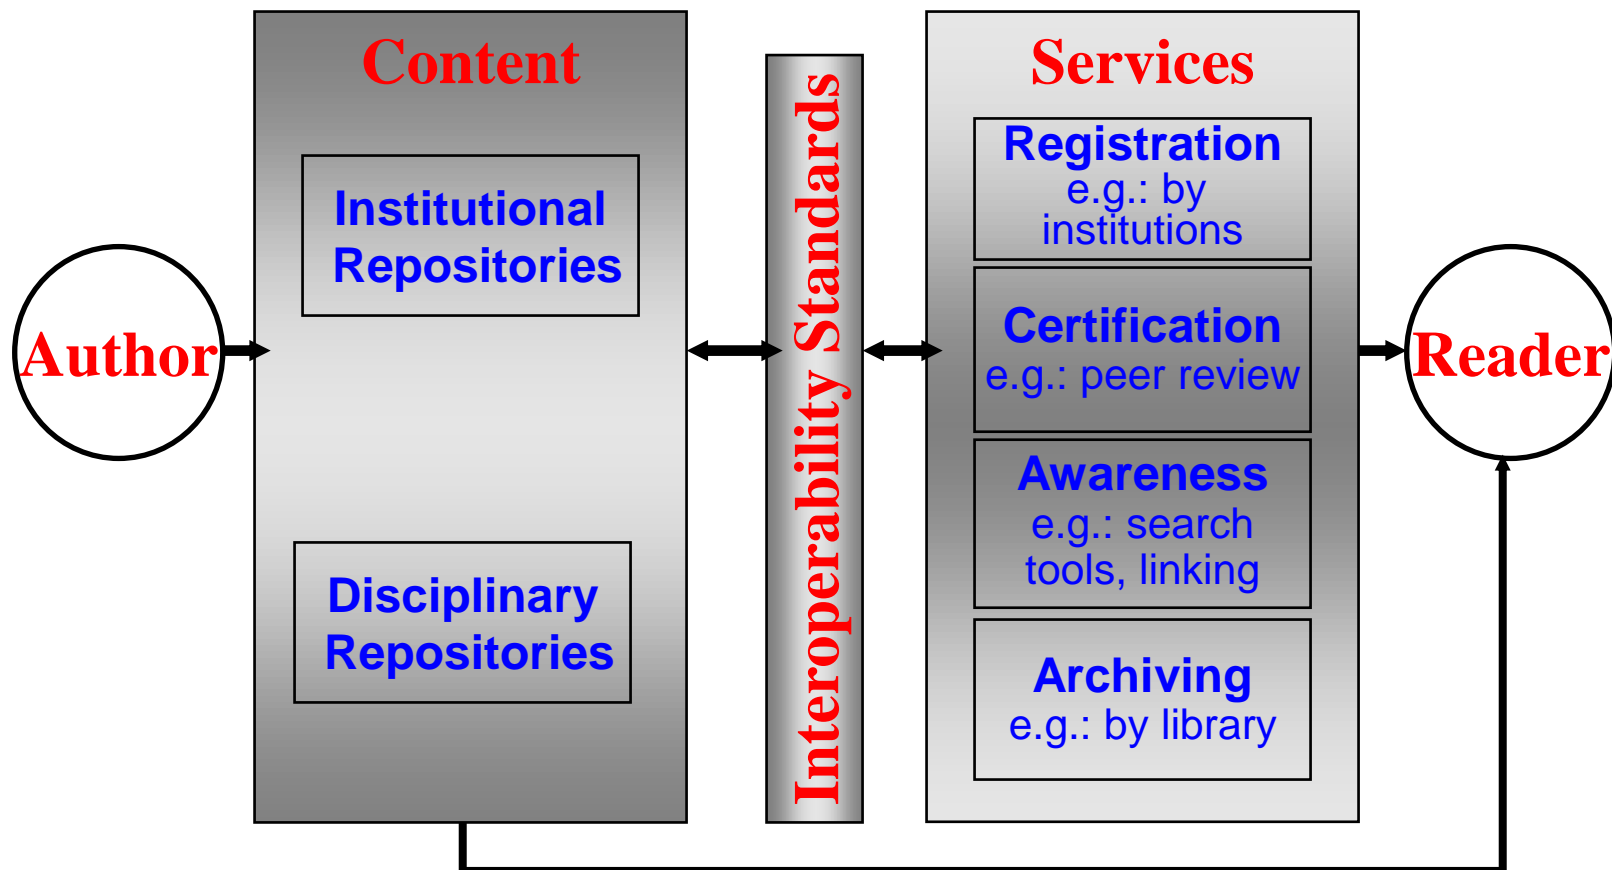 Content
Institutional
Repositories
Disciplinary
Repositories
Author
Interoperability Standards
Services
Registration
e.g.: by
institutions
Certification
e.g.: peer review
Awareness
e.g.: search
tools, linking
Archiving
e.g.: by library
Reader